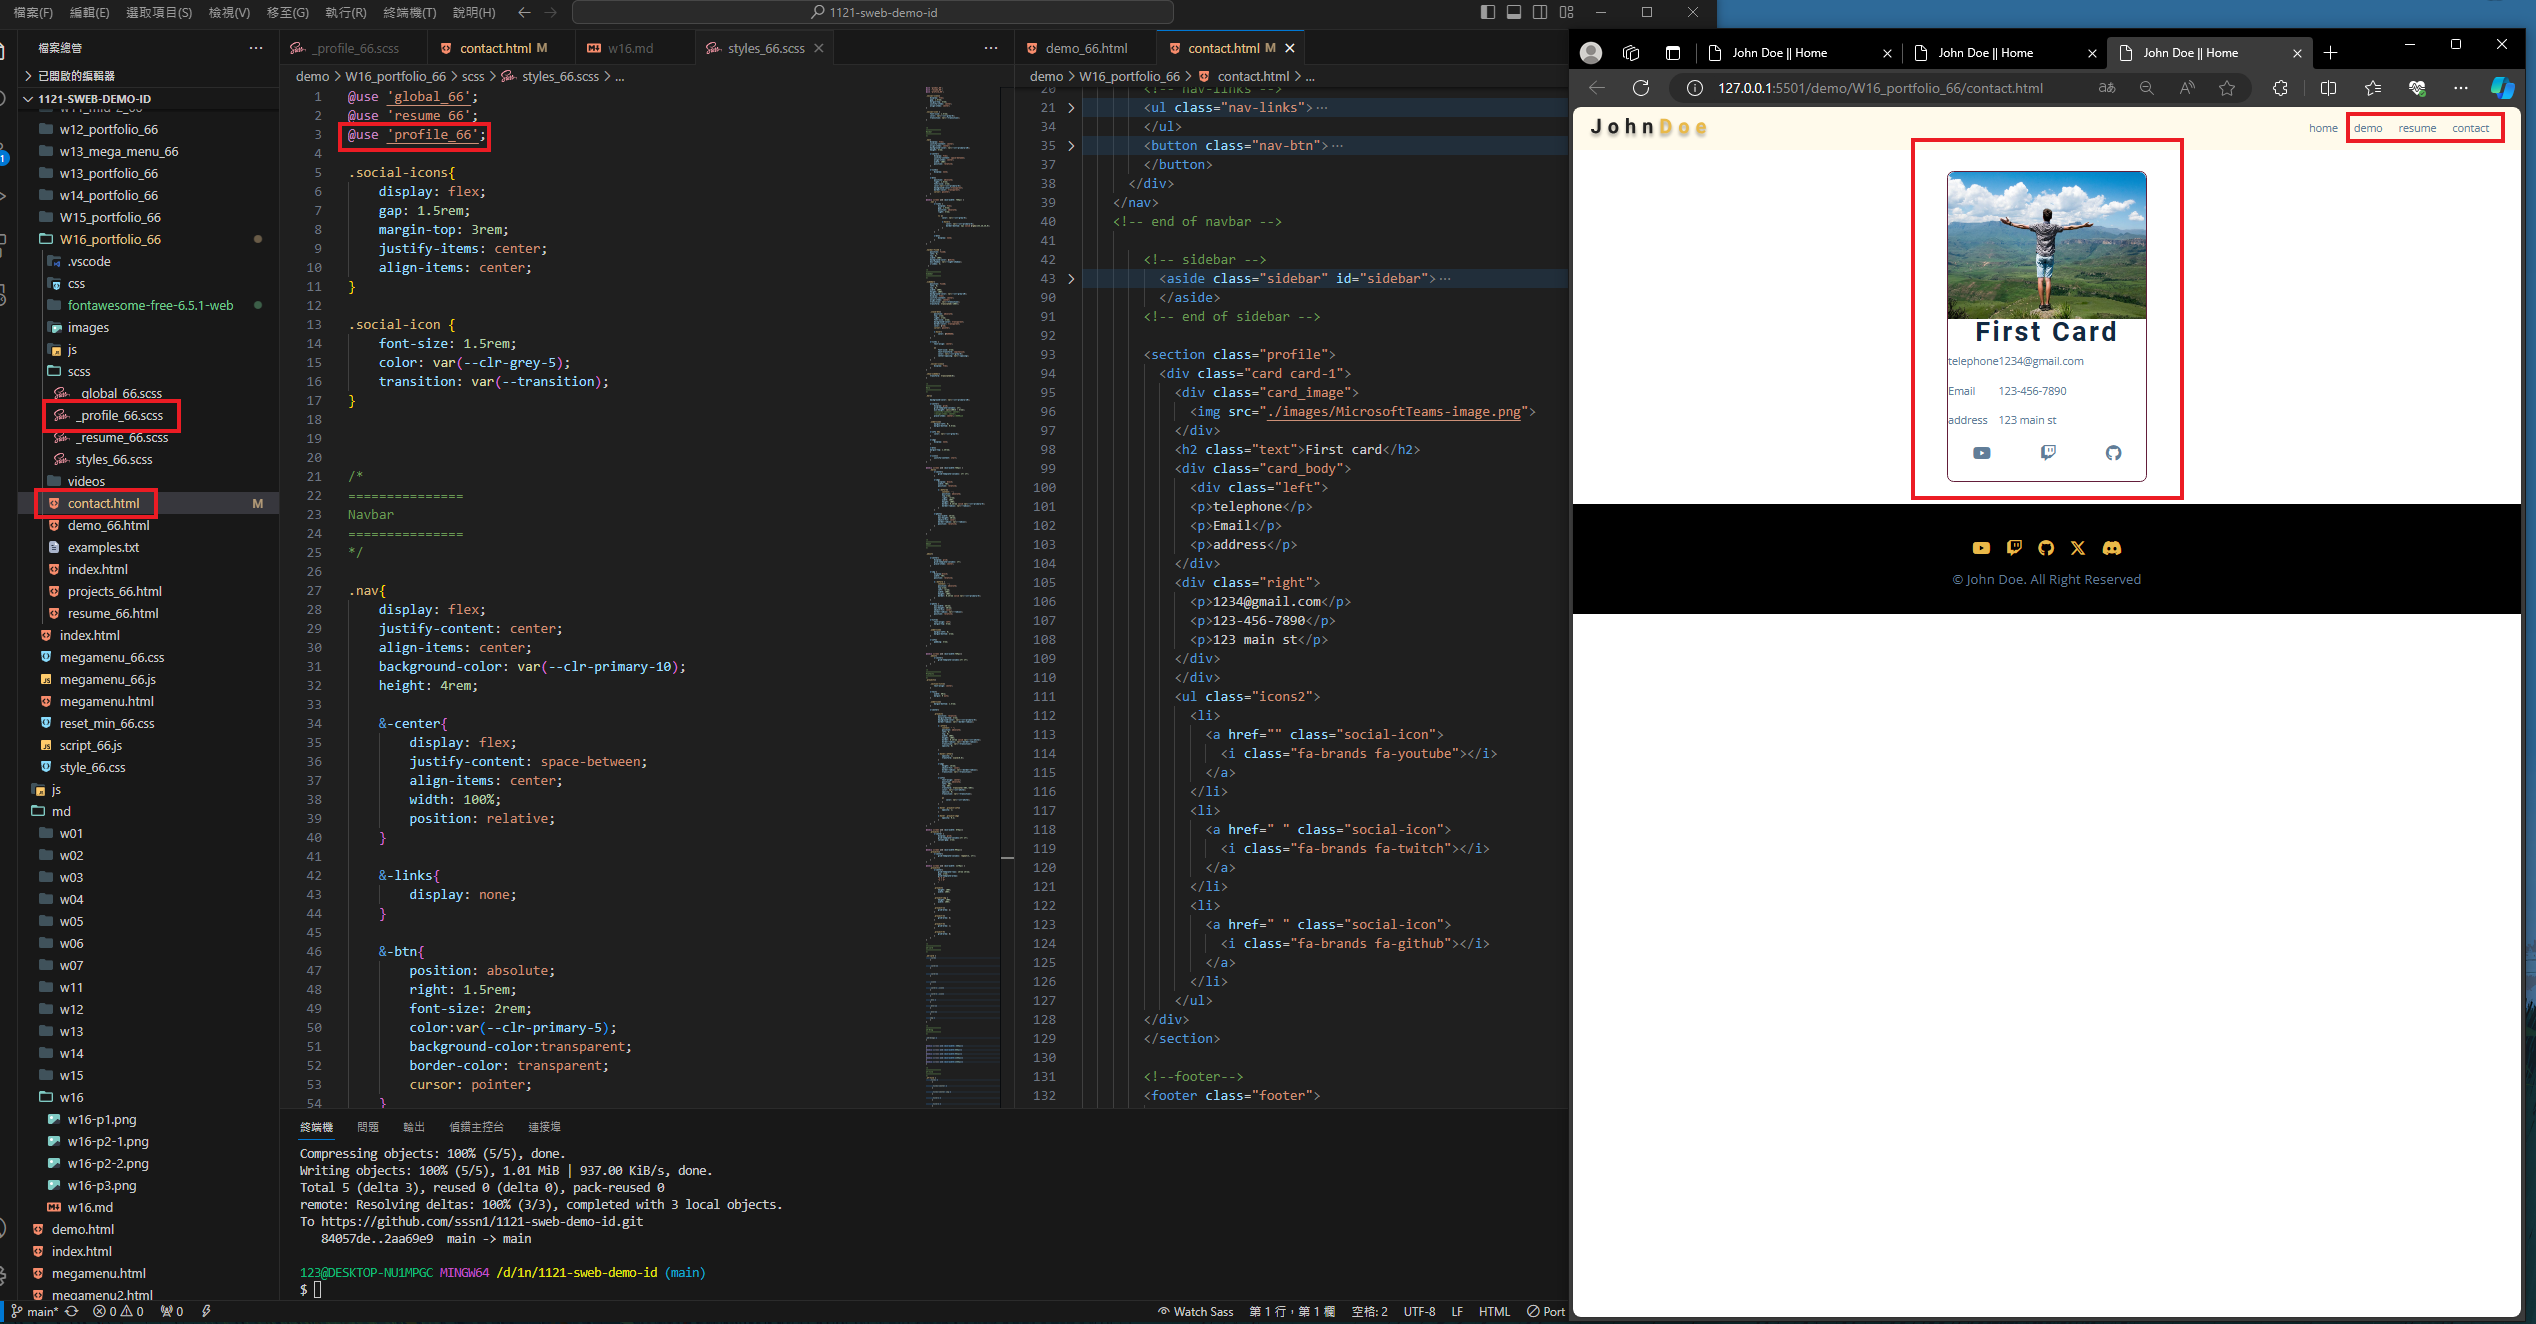 檔案(F) 編輯(E) 選取項目(S) 檢視(V) 移至(G) 執行(R) 終端機(T) 說明(H)
1121-sweb-demo-id
檔案總管
已開啟的編輯器
1121-SWEB-DEMO-ID
w12_portfolio_66
w13_mega_menu_66
w13_portfolio_66
w14_portfolio_66
W15_portfolio_66
W16_portfolio_66
.vscode
css
fontawesome-free-6.5.1-web
images
js
scss
_global_66.scss
_profile_66.scss
_resume_66.scss
styles_66.scss
videos
contact.html M
demo_66.html
examples.txt
index.html
projects_66.html
resume_66.html
index.html
megamenu_66.css
megamenu_66.js
megamenu.html
reset_min_66.css
script_66.js
style_66.css
js
md
w01
w02
w03
w04
w05
w06
w07
w11
w12
w13
w14
w15
w16
w16-p1.png
w16-p2-1.png
w16-p2-2.png
w16-p3.png
w16.md
demo.html
index.html
megamenu.html
megamenu2.html
_profile_66.scss contact.html M w16.md styles_66.scss
demo > W16_portfolio_66 > scss > styles_66.scss > ...
1 @use 'global_66';
2 @use 'resume_66';
3 @use 'profile_66';
4
5 .social-icons{
6 display: flex;
7 gap: 1.5rem;
8 margin-top: 3rem;
9 justify-items: center;
10 align-items: center;
11 }
12
13 .social-icon {
14 font-size: 1.5rem;
15 color: var(--clr-grey-5);
16 transition: var(--transition);
17 }
18
19
20
21 /*
22 ===============
23 Navbar
24 ===============
25 */
26
27 .nav{
28 display: flex;
29 justify-content: center;
30 align-items: center;
31 background-color: var(--clr-primary-10);
32 height: 4rem;
33
34 &-center{
35 display: flex;
36 justify-content: space-between;
37 align-items: center;
38 width: 100%;
39 position: relative;
40 }
41
42 &-links{
43 display: none;
44 }
45
46 &-btn{
47 position: absolute;
48 right: 1.5rem;
49 font-size: 2rem;
50 color:var(--clr-primary-5);
51 background-color:transparent;
52 border-color: transparent;
53 cursor: pointer;
54 }
demo_66.html contact.html M
demo > W16_portfolio_66 > contact.html > ...
20 <!-- nav-links -->
21 <ul class="nav-links">…
34 </ul>
35 <button class="nav-btn">…
37 </button>
38 </div>
39 </nav>
40 <!-- end of navbar -->
41
42 <!-- sidebar -->
43 <aside class="sidebar" id="sidebar">…
90 </aside>
91 <!-- end of sidebar -->
92
93 <section class="profile">
94 <div class="card card-1">
95 <div class="card_image">
96 <img src="./images/MicrosoftTeams-image.png">
97 </div>
98 <h2 class="text">First card</h2>
99 <div class="card_body">
100 <div class="left">
101 <p>telephone</p>
102 <p>Email</p>
103 <p>address</p>
104 </div>
105 <div class="right">
106 <p>1234@gmail.com</p>
107 <p>123-456-7890</p>
108 <p>123 main st</p>
109 </div>
110 </div>
111 <ul class="icons2">
112 <li>
113 <a href="" class="social-icon">
114 <i class="fa-brands fa-youtube"></i>
115 </a>
116 </li>
117 <li>
118 <a href=" " class="social-icon">
119 <i class="fa-brands fa-twitch"></i>
120 </a>
121 </li>
122 <li>
123 <a href=" " class="social-icon">
124 <i class="fa-brands fa-github"></i>
125 </a>
126 </li>
127 </ul>
128 </div>
129 </section>
130
131 <!--footer-->
132 <footer class="footer">
終端機 問題 輸出 偵錯主控台 連接埠
Compressing objects: 100% (5/5), done.
Writing objects: 100% (5/5), 1.01 MiB | 937.00 KiB/s, done.
Total 5 (delta 3), reused 0 (delta 0), pack-reused 0
remote: Resolving deltas: 100% (3/3), completed with 3 local objects.
To https://github.com/sssn1/1121-sweb-demo-id.git
84057de..2aa69e9 main -> main
123@DESKTOP-NU1MPGC MINGW64 /d/1n/1121-sweb-demo-id (main)
$
main* 0 0 0
Watch Sass 第 1 行，第 1 欄 空格: 2 UTF-8 LF HTML Port
John Doe || Home John Doe || Home John Doe || Home
127.0.0.1:5501/demo/W16_portfolio_66/contact.html
JohnDoe
home demo resume contact
First Card
telephone1234@gmail.com
Email 123-456-7890
address 123 main st
© John Doe. All Right Reserved